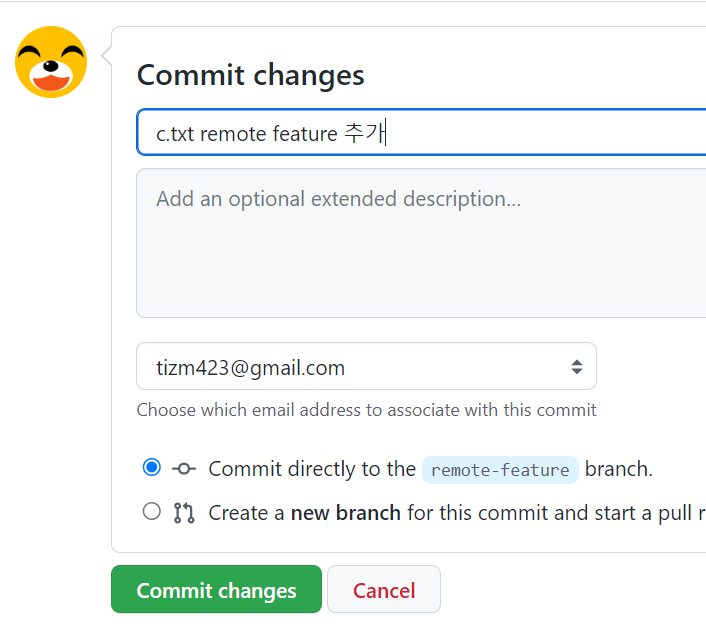 Commit changes
c.txt remote feature 추가
Add an optional extended description...
tizm423@gmail.com
Choose which email address to associate with this commit
Commit directly to the remote-feature branch.
Create a new branch for this commit and start a pull r
Commit changes
Cancel